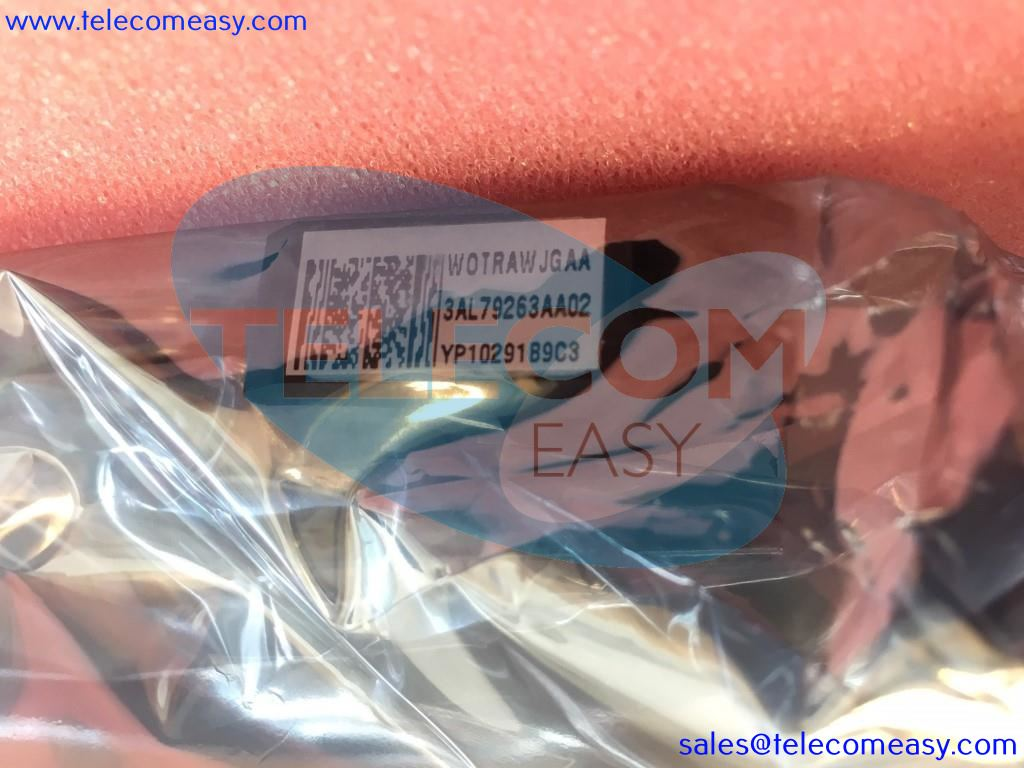 www.telecomeasy.com
WOTRAWJGAA
3AL79263AA02
YP10291B9C3
TELECOM
EASY
sales@telecomeasy.com